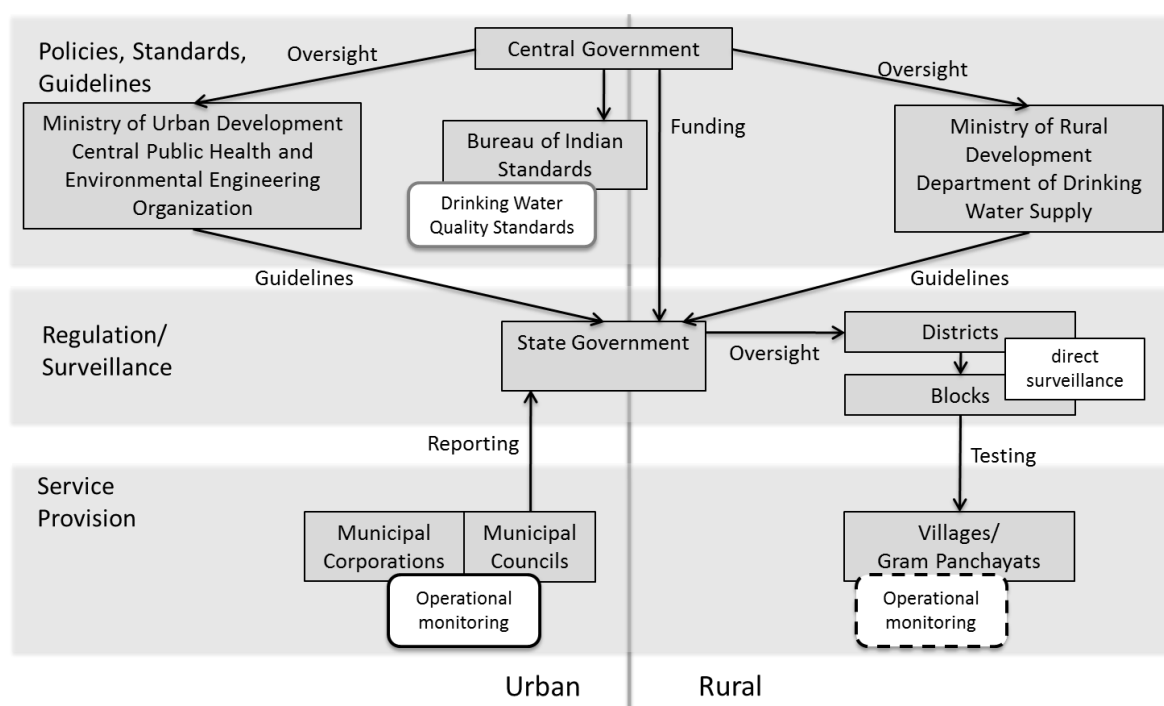 Policies, Standards,
Guidelines
Oversight
Central Government
Oversight
Funding
Ministry of Urban Development
Central Public Health and
Environmental Engineering
Organization
Bureau of Indian
Standards
Drinking Water
Quality Standards
Ministry of Rural
Development
Department of Drinking
Water Supply
Guidelines
Guidelines
Regulation/
Surveillance
State Government
Oversight
Districts
direct
surveillance
Blocks
Reporting
Testing
Service
Provision
Municipal
Corporations
Municipal
Councils
Operational
monitoring
Villages/
Gram Panchayats
Operational
monitoring
Urban
Rural